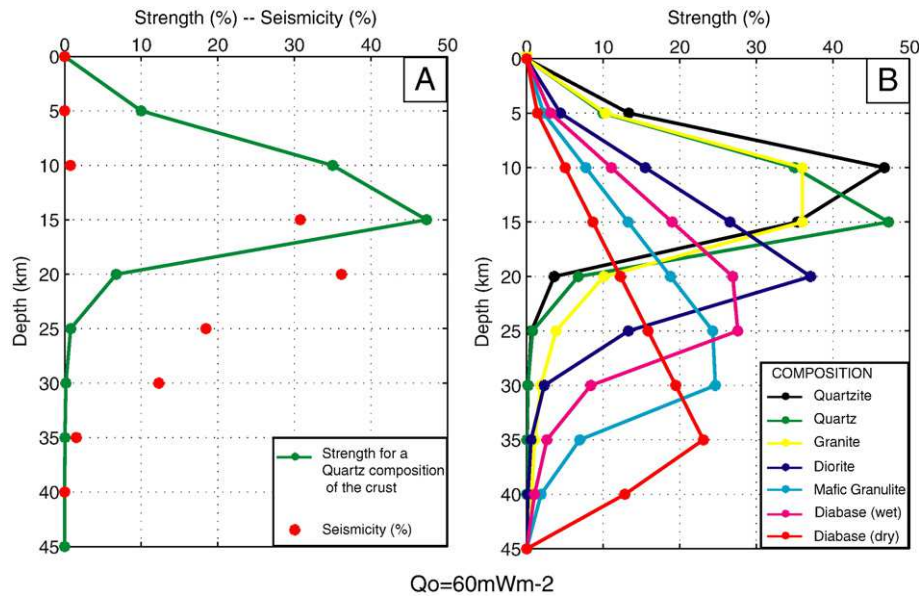 Strength (%) -- Seismicity (%)
0 10 20 30 40 50
A
0
5
10
15
20
25
30
35
40
45
Depth (km)
Strength for a
Quartz composition
of the crust
Seismicity (%)
Strength (%)
0 10 20 30 40 50
B
0
5
10
15
20
25
30
35
40
45
Depth (km)
COMPOSITION
Quartzite
Quartz
Granite
Diorite
Mafic Granulite
Diabase (wet)
Diabase (dry)
Qo=60mWm-2